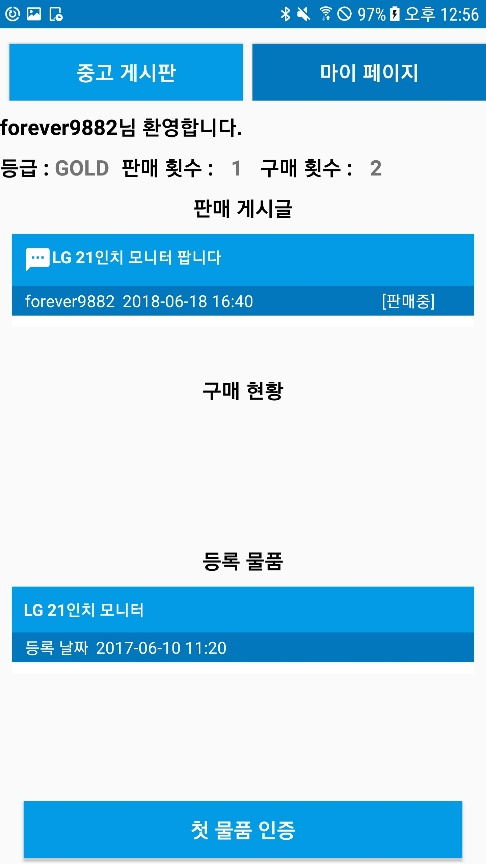 97% 오후 12:56
중고 게시판 마이 페이지
forever9882님 환영합니다.
등급 : GOLD 판매 횟수 : 1 구매 횟수 : 2
판매 게시글
LG 21인치 모니터 팝니다
forever9882 2018-06-18 16:40 [판매중]
구매 현황
등록 물품
LG 21인치 모니터
등록 날짜 2017-06-10 11:20
첫 물품 인증